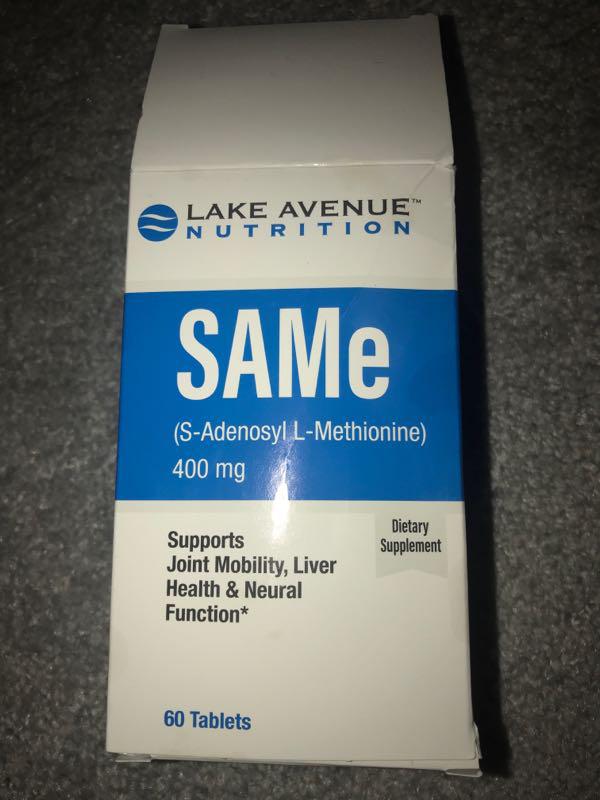 LAKE AVENUE™
NUTRITION
SAMe
(S-Adenosyl L-Methionine)
400 mg
Supports
Joint Mobility, Liver
Health & Neural
Function*
Dietary
Supplement
60 Tablets